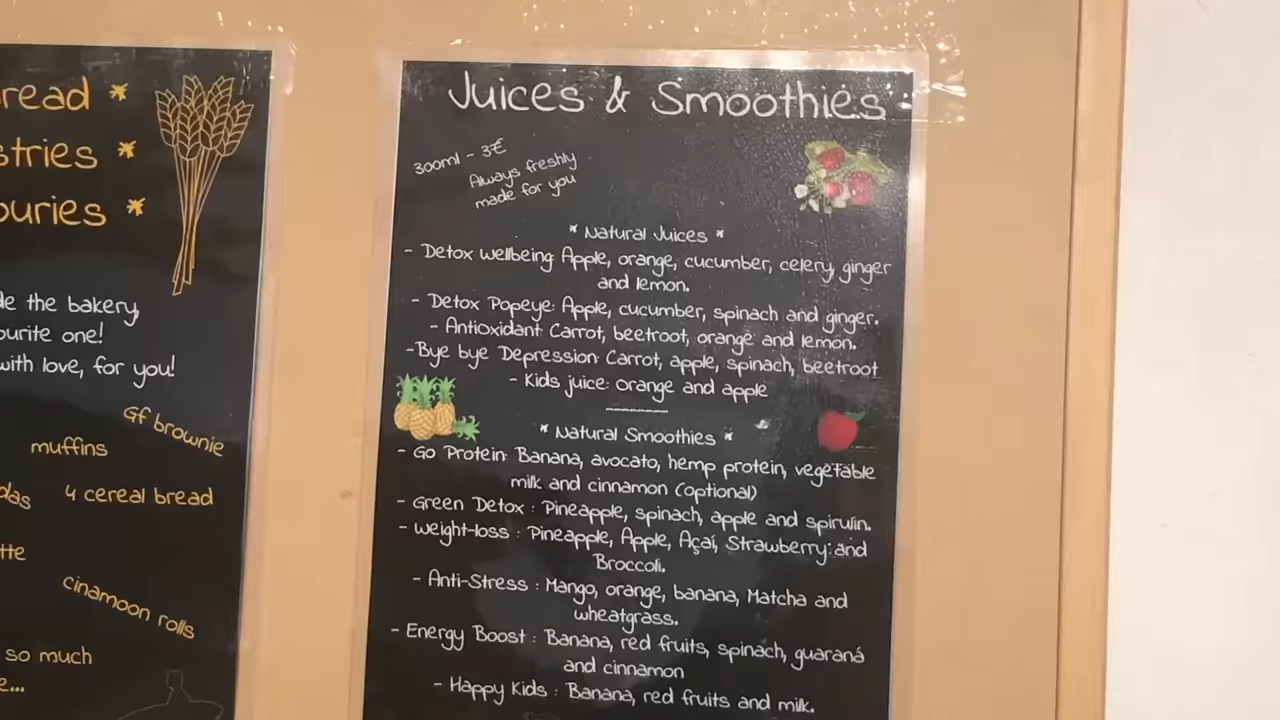 read *
stries *
ouries *
de the bakery,
ourite one!
with love, for you!
GF brownie
muffins
das
4 cereal bread
tte
cinamoon rolls
so much
e...
Juices & Smoothies
300ml - 3€
Always freshly
made for you
* Natural Juices *
- Detox wellbeing: Apple, orange, cucumber, celery, ginger
and lemon.
- Detox Popeye: Apple, cucumber, spinach and ginger.
- Antioxidant: Carrot, beetroot, orange and lemon.
-Bye bye Depression: Carrot, apple, spinach, beetroot
- Kids juice: orange and apple
* Natural Smoothies *
- Go Protein: Banana, avocato, hemp protein, vegetable
milk and cinnamon (optional)
- Green Detox : Pineapple, spinach, apple and spirulin.
- Weight-loss : Pineapple, Apple, Açaí, Strawberry and
Broccoli.
- Anti-Stress : Mango, orange, banana, Matcha and
wheatgrass.
- Energy Boost : Banana, red fruits, spinach, guaraná
and cinnamon
- Happy Kids : Banana, red fruits and milk.